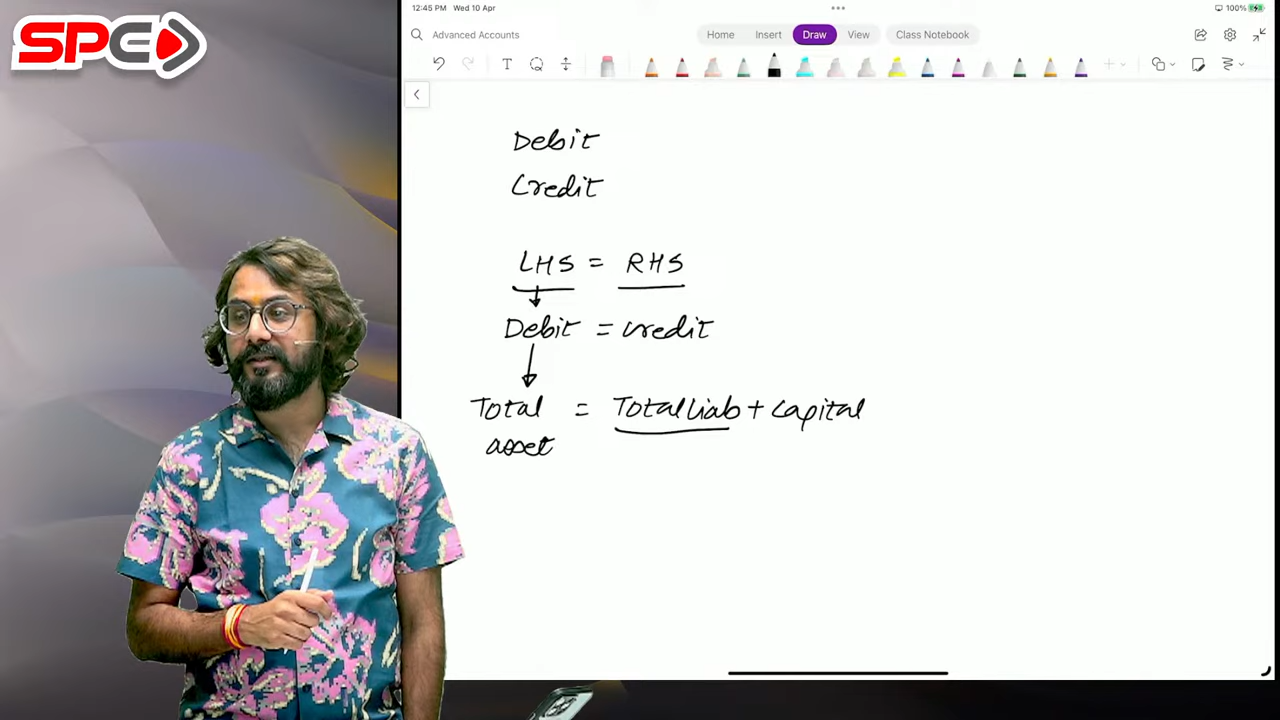 SPED
12:45 PM Wed 10 Apr
100%
Advanced Accounts
Home Insert Draw View Class Notebook
T
Debit
Credit
LHS = RHS
Debit = credit
Total = Total Liab + capital
asset